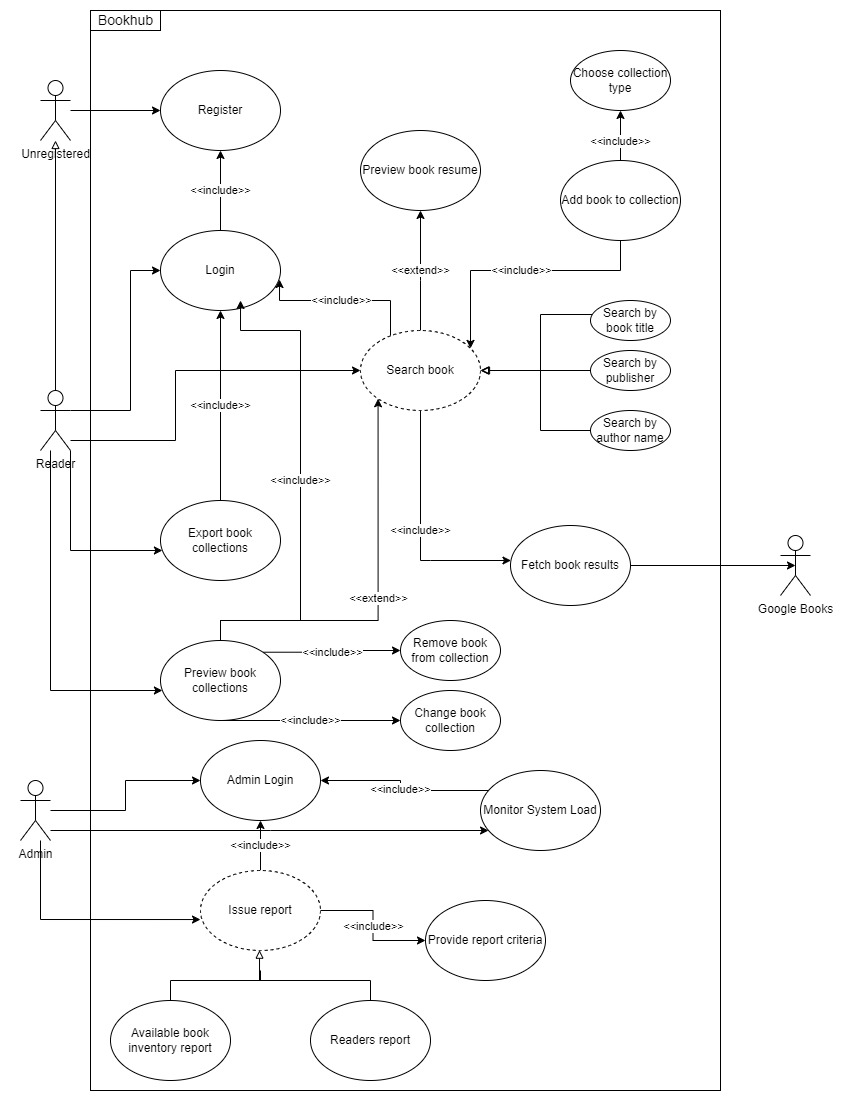 Bookhub
Choose collection
type
Register
<<include>>
Unregistered
Preview book resume
<<include>>
Add book to collection
Login
<<extend>>
<<include>>
<<include>>
Search by
book title
Search book
Search by
publisher
<<include>>
Search by
author name
Reader
<<include>>
Export book
collections
<<include>>
Fetch book results
Google Books
<<extend>>
Preview book
collections
<<include>>
Remove book
from collection
<<include>>
Change book
collection
Admin Login
<<include>>
Monitor System Load
Admin
<<include>>
Issue report
<<include>>
Provide report criteria
Available book
inventory report
Readers report